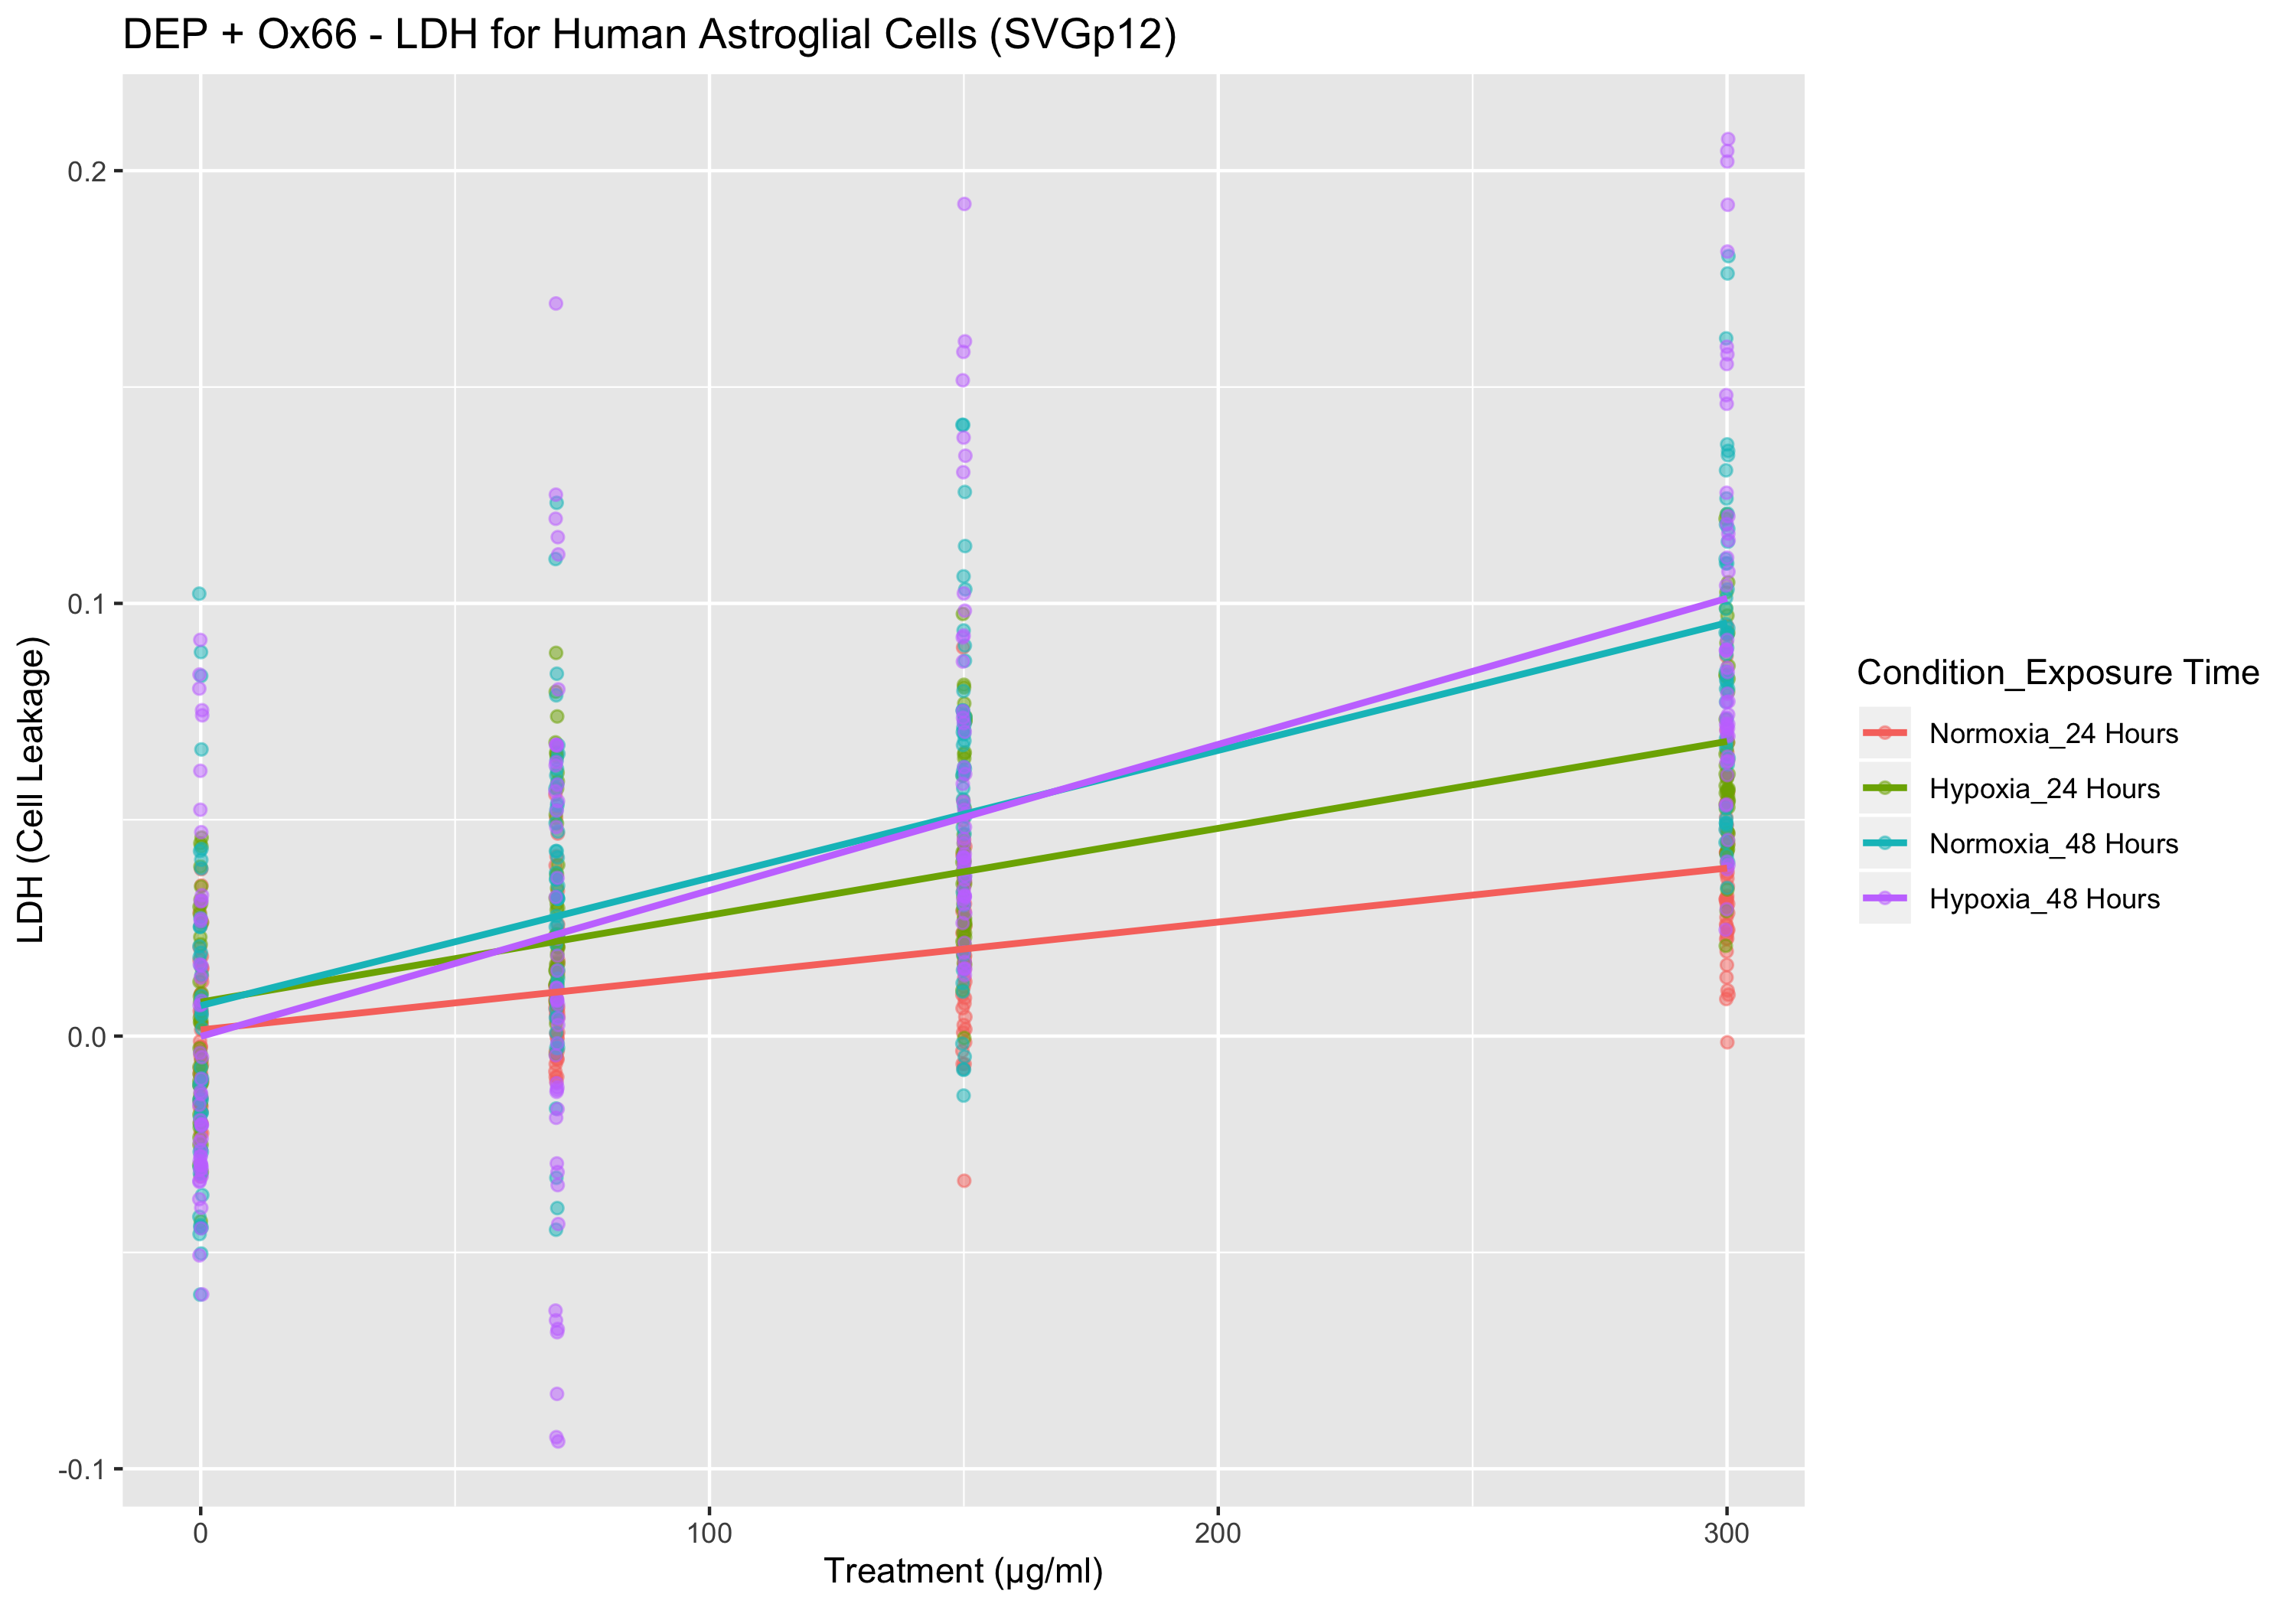 DEP + Ox66 - LDH for Human Astroglial Cells (SVGp12)
LDH (Cell Leakage)
0.2
0.1
0.0
-0.1
0
100
200
300
Treatment (μg/ml)
Condition_Exposure Time
Normoxia_24 Hours
Hypoxia_24 Hours
Normoxia_48 Hours
Hypoxia_48 Hours